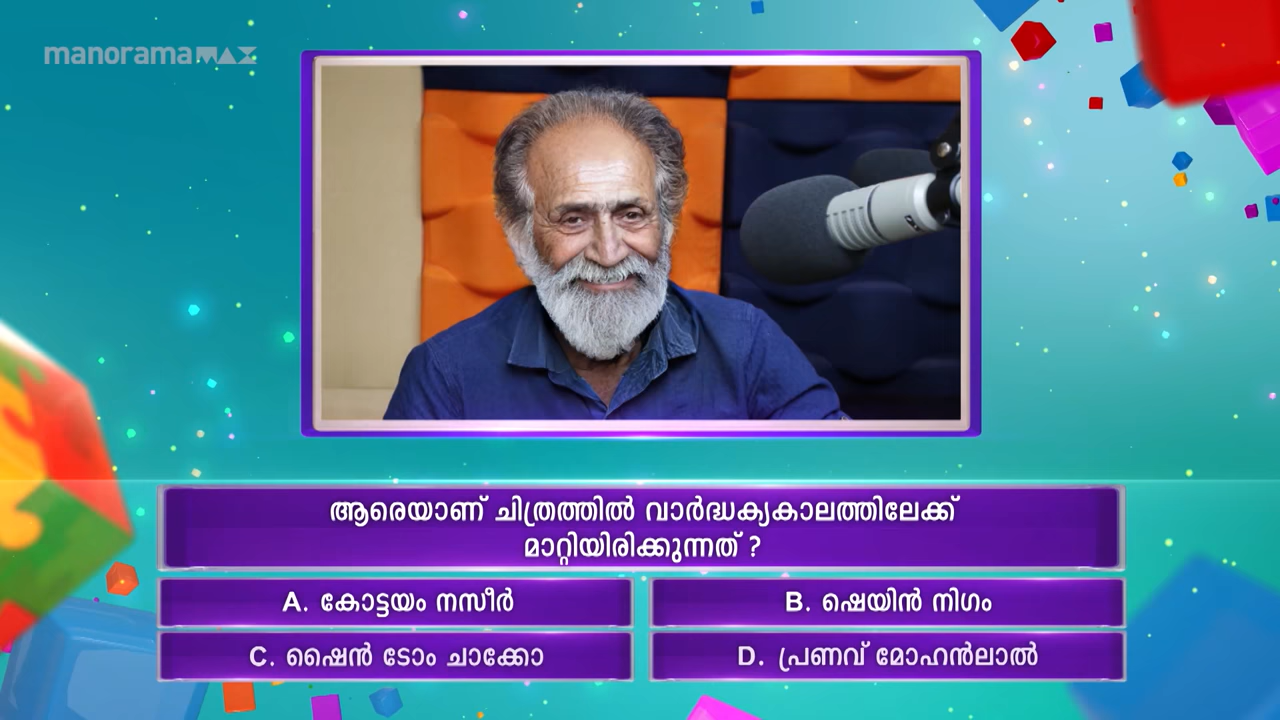 manoramaMAX
ആരെയാണ് ചിത്രത്തിൽ വാർദ്ധക്യകാലത്തിലേക്ക്
മാറ്റിയിരിക്കുന്നത് ?
A. കോട്ടയം നസീർ
B. ഷെയിൻ നിഗം
C. ഷൈൻ ടോം ചാക്കോ
D. പ്രണവ് മോഹൻലാൽ